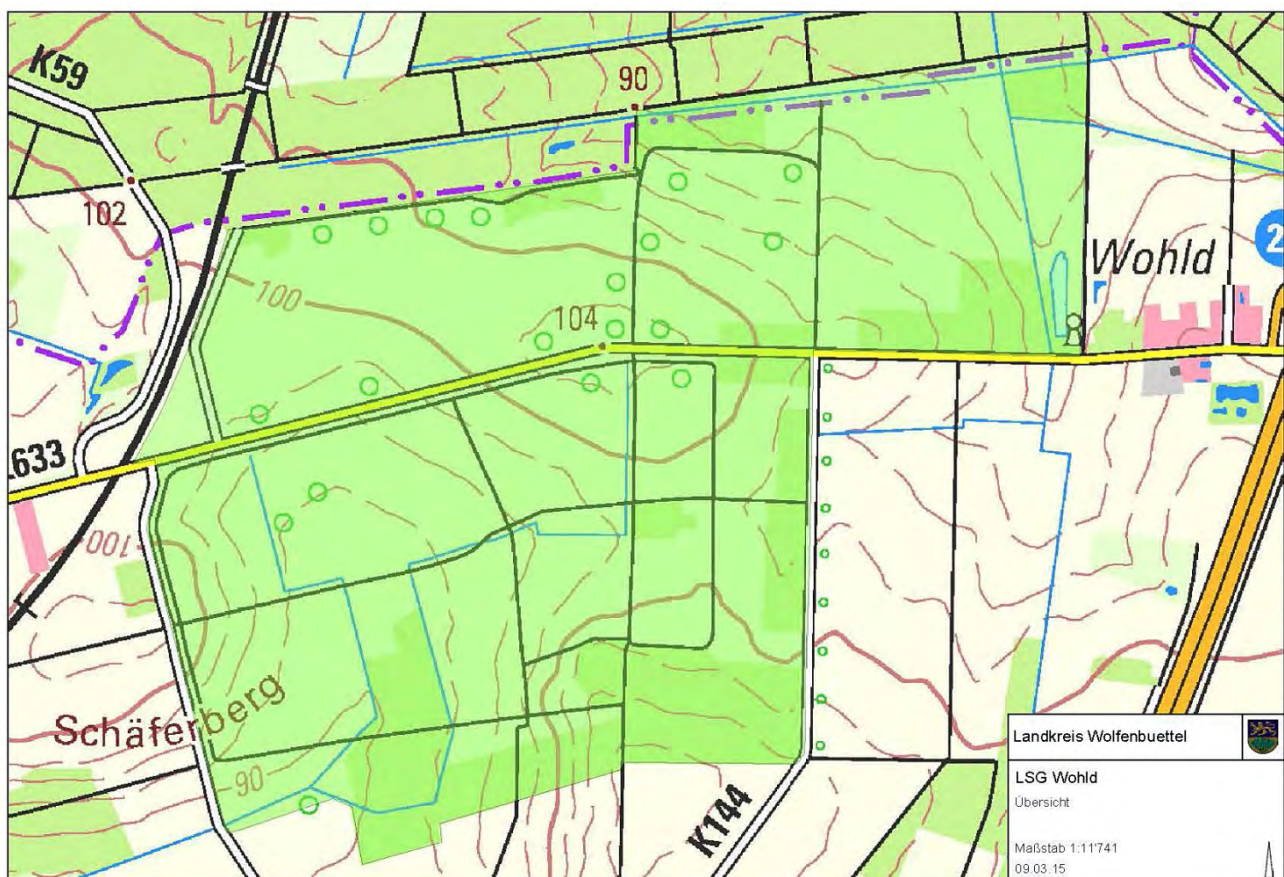 K59
90
102
Wohld
2
100
104
L633
100
Schäferberg
90
K144
Landkreis Wolfenbuettel
LSG Wohld
Übersicht
Maßstab 1:11'741
09.03.15